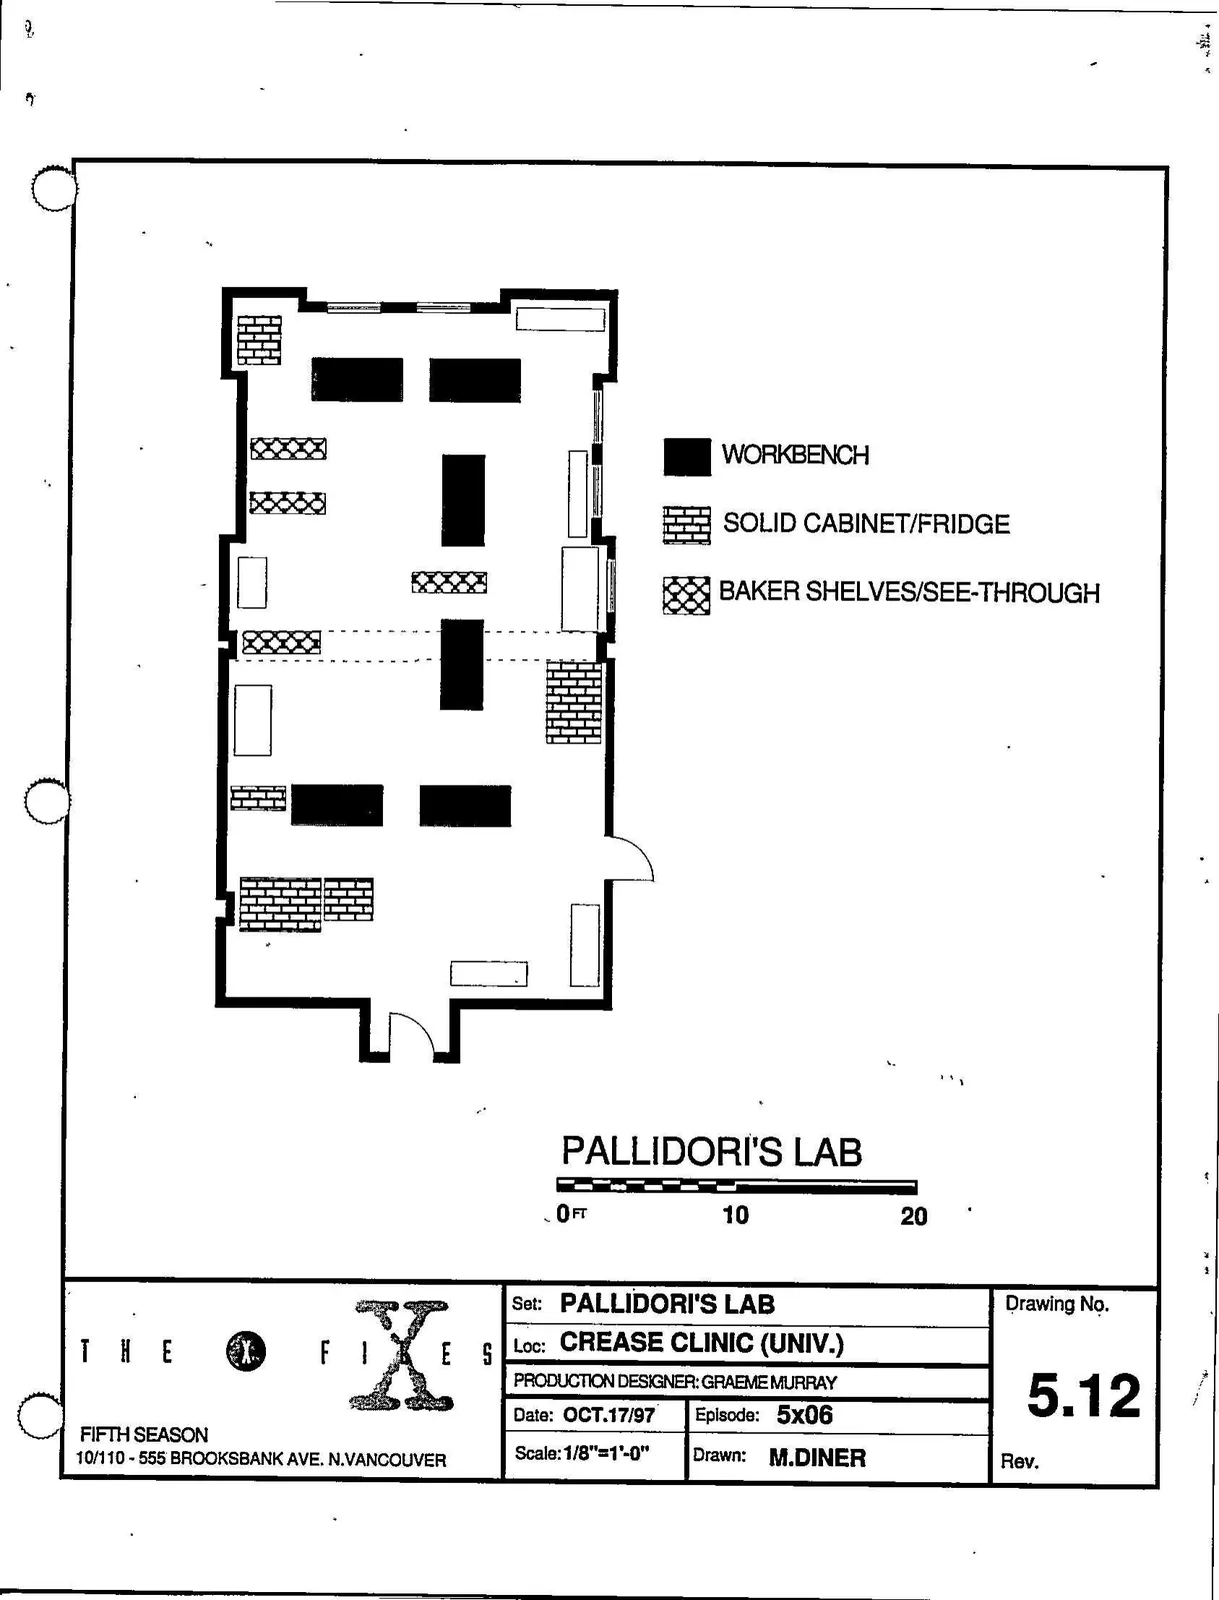 WORKBENCH
SOLID CABINET/FRIDGE
BAKER SHELVES/SEE-THROUGH
PALLIDORI'S LAB
0 FT 10 20
THE X FILES
X
FIFTH SEASON
10/110 - 555 BROOKSBANK AVE. N.VANCOUVER
Set: PALLIDORI'S LAB
Loc: CREASE CLINIC (UNIV.)
PRODUCTION DESIGNER: GRAEME MURRAY
Date: OCT.17/97
Episode: 5x06
Scale: 1/8"=1'-0"
Drawn: M.DINER
Drawing No.
5.12
Rev.